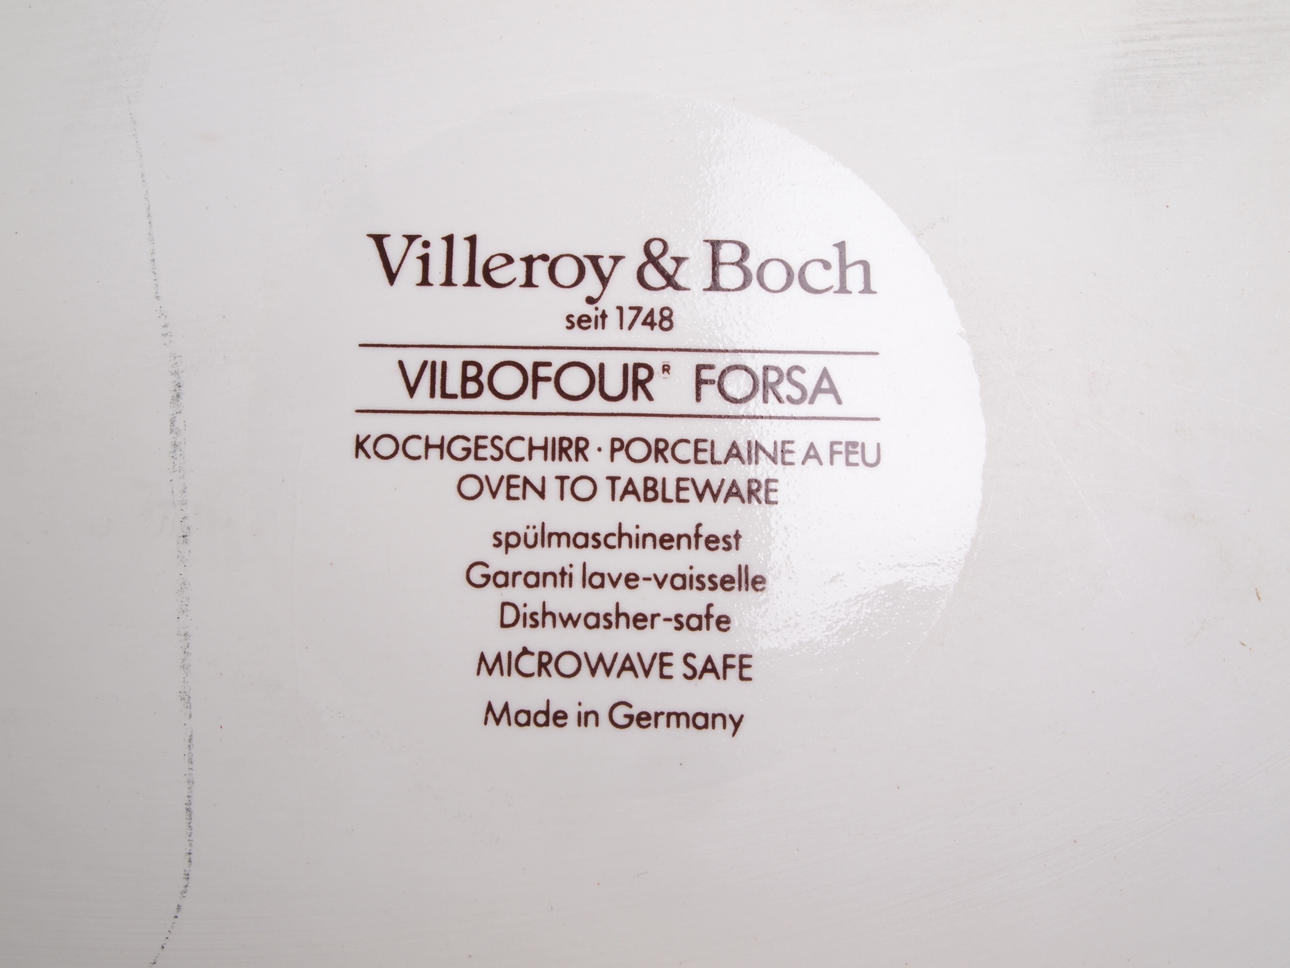 Villeroy & Boch
seit 1748
VILBOFOUR® FORSA
KOCHGESCHIRR · PORCELAINE A FEU
OVEN TO TABLEWARE
spülmaschinenfest
Garanti lave-vaisselle
Dishwasher-safe
MICROWAVE SAFE
Made in Germany